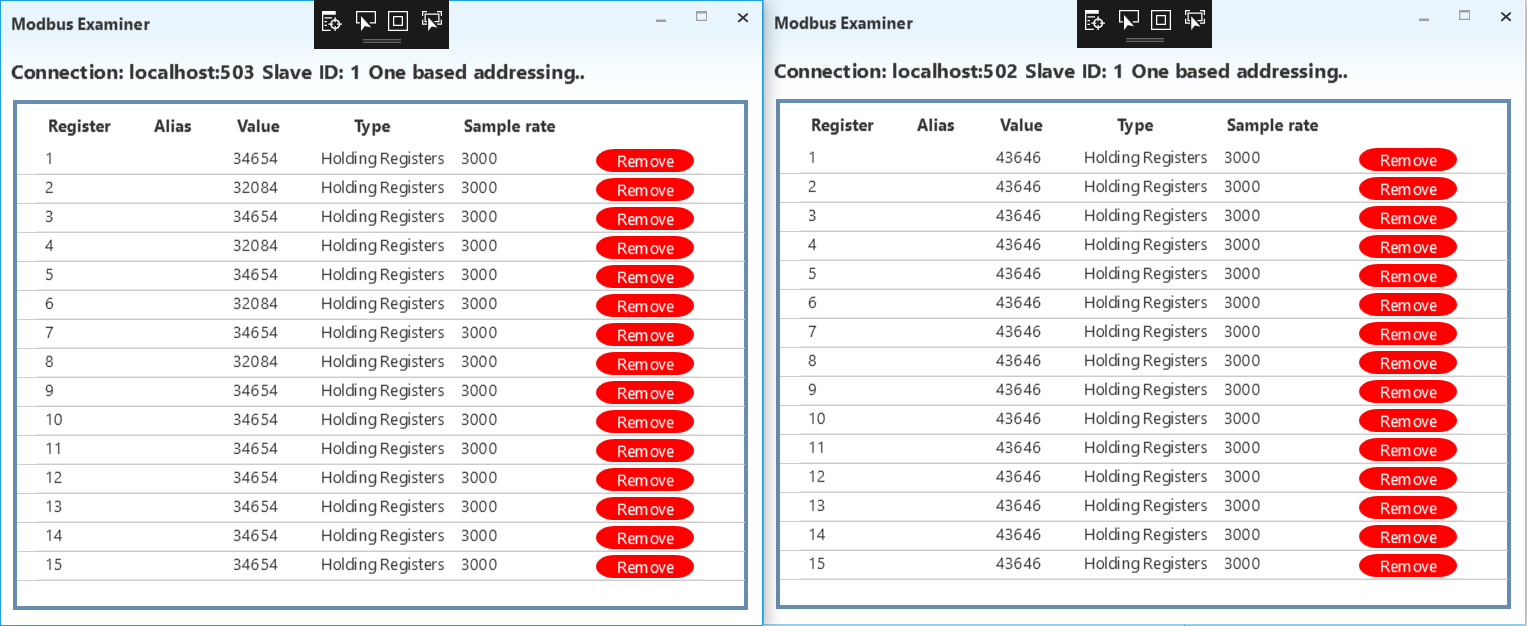 Modbus Examiner
Connection: localhost:503 Slave ID: 1 One based addressing..
Register Alias Value Type Sample rate
1 34654 Holding Registers 3000 Remove
2 32084 Holding Registers 3000 Remove
3 34654 Holding Registers 3000 Remove
4 32084 Holding Registers 3000 Remove
5 34654 Holding Registers 3000 Remove
6 32084 Holding Registers 3000 Remove
7 34654 Holding Registers 3000 Remove
8 32084 Holding Registers 3000 Remove
9 34654 Holding Registers 3000 Remove
10 34654 Holding Registers 3000 Remove
11 34654 Holding Registers 3000 Remove
12 34654 Holding Registers 3000 Remove
13 34654 Holding Registers 3000 Remove
14 34654 Holding Registers 3000 Remove
15 34654 Holding Registers 3000 Remove
Modbus Examiner
Connection: localhost:502 Slave ID: 1 One based addressing..
Register Alias Value Type Sample rate
1 43646 Holding Registers 3000 Remove
2 43646 Holding Registers 3000 Remove
3 43646 Holding Registers 3000 Remove
4 43646 Holding Registers 3000 Remove
5 43646 Holding Registers 3000 Remove
6 43646 Holding Registers 3000 Remove
7 43646 Holding Registers 3000 Remove
8 43646 Holding Registers 3000 Remove
9 43646 Holding Registers 3000 Remove
10 43646 Holding Registers 3000 Remove
11 43646 Holding Registers 3000 Remove
12 43646 Holding Registers 3000 Remove
13 43646 Holding Registers 3000 Remove
14 43646 Holding Registers 3000 Remove
15 43646 Holding Registers 3000 Remove